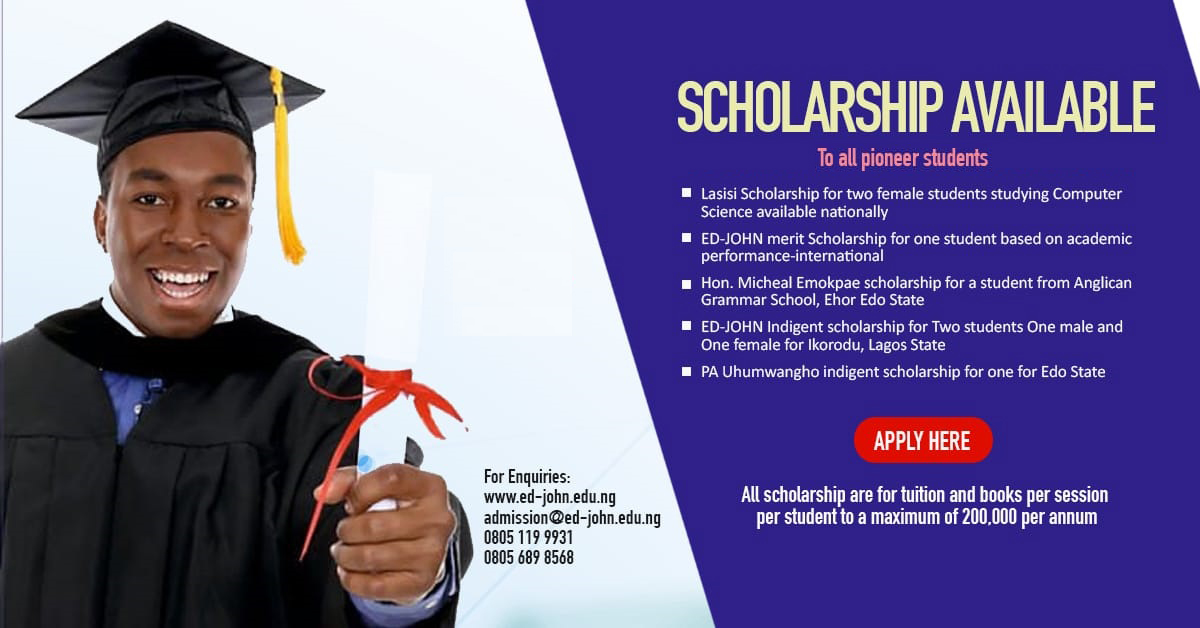 SCHOLARSHIP AVAILABLE
To all pioneer students
Lasisi Scholarship for two female students studying Computer
Science available nationally
ED-JOHN merit Scholarship for one student based on academic
performance-international
Hon. Micheal Emokpae scholarship for a student from Anglican
Grammar School, Ehor Edo State
ED-JOHN Indigent scholarship for Two students One male and
One female for Ikorodu, Lagos State
PA Uhumwangho indigent scholarship for one for Edo State
APPLY HERE
All scholarship are for tuition and books per session
per student to a maximum of 200,000 per annum
For Enquiries:
www.ed-john.edu.ng
admission@ed-john.edu.ng
0805 119 9931
0805 689 8568